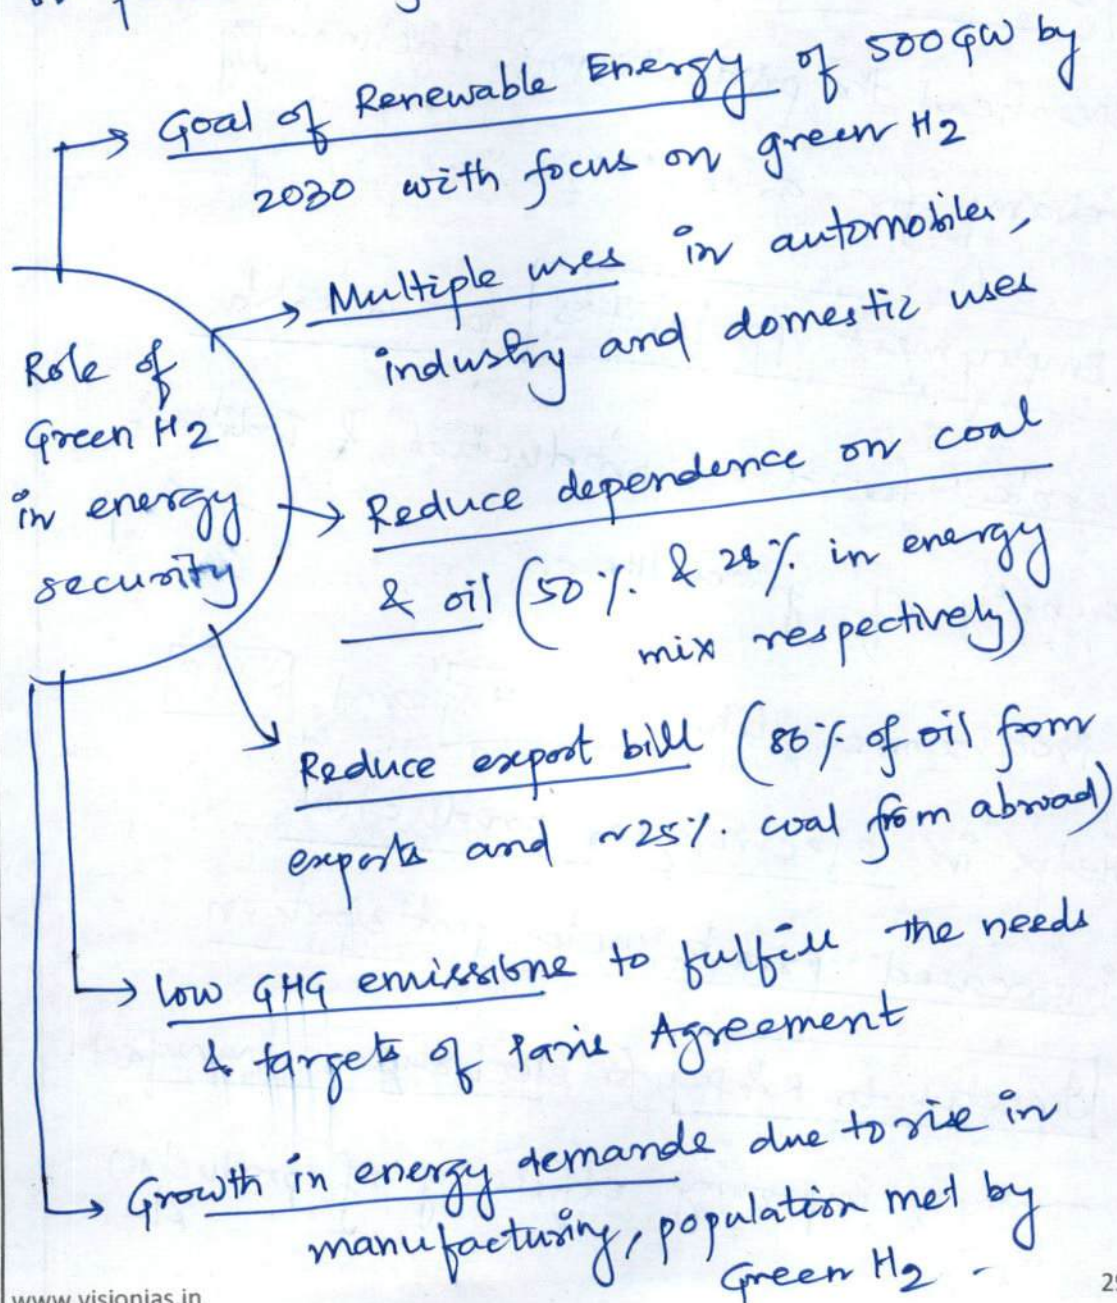 Goal of Renewable Energy of 500 GW by
2030 with focus on green H2
Multiple uses in automobiles,
industry and domestic uses
Role of
Green H2
in energy
security
Reduce dependence on coal
& oil (50% & 28% in energy
mix respectively)
Reduce export bill (86% of oil from
exports and ~25% coal from abroad)
low GHG emissions to fulfill the needs
& targets of Paris Agreement
Growth in energy demands due to rise in
manufacturing, population met by
Green H2 -
www.visionias.in